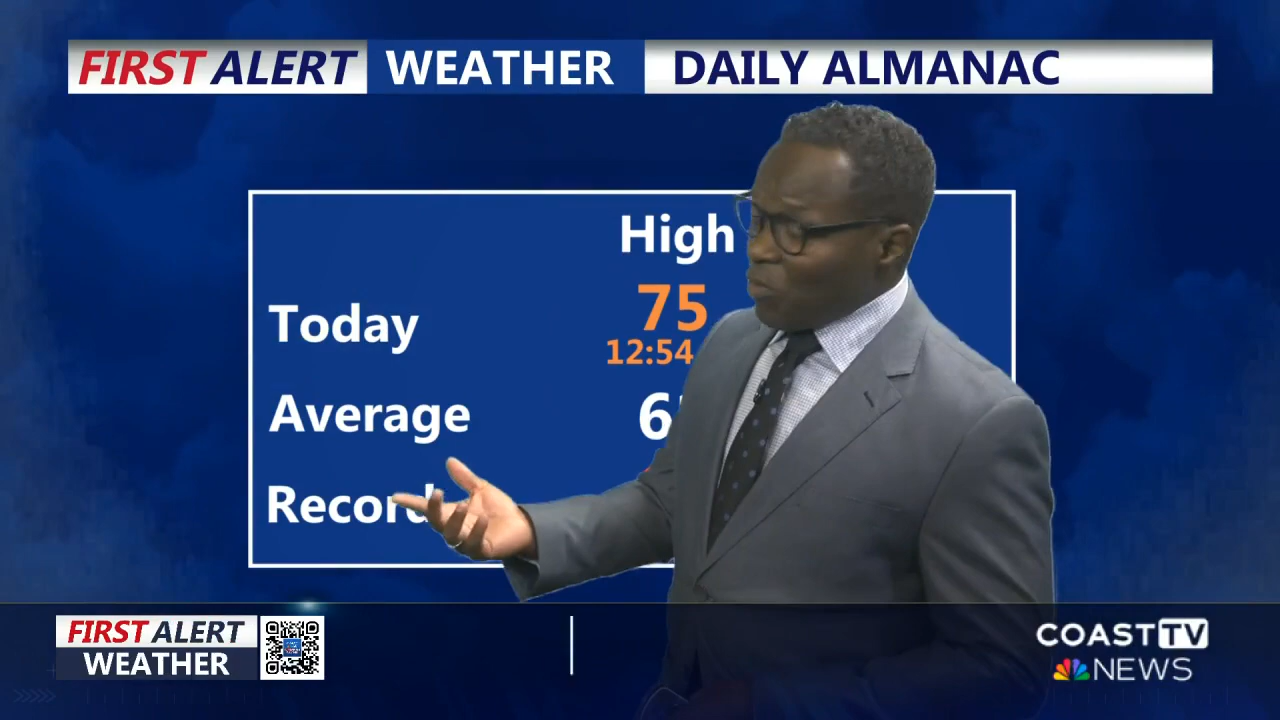 FIRST ALERT WEATHER DAILY ALMANAC
High
Today 75
12:54
Average
Record
FIRST ALERT
WEATHER
COAST TV
NEWS